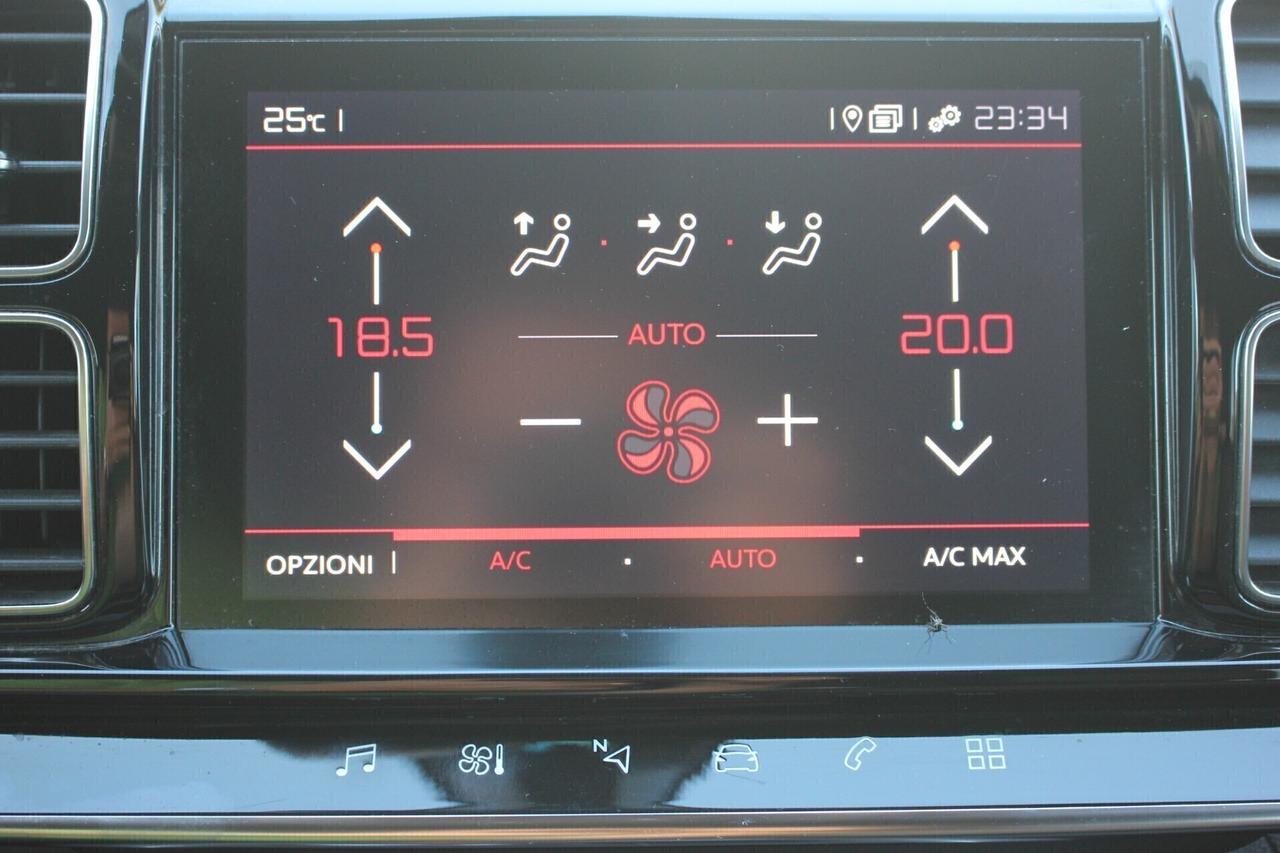 25°C 23:34
18.5 AUTO 20.0
OPZIONI A/C AUTO A/C MAX
N